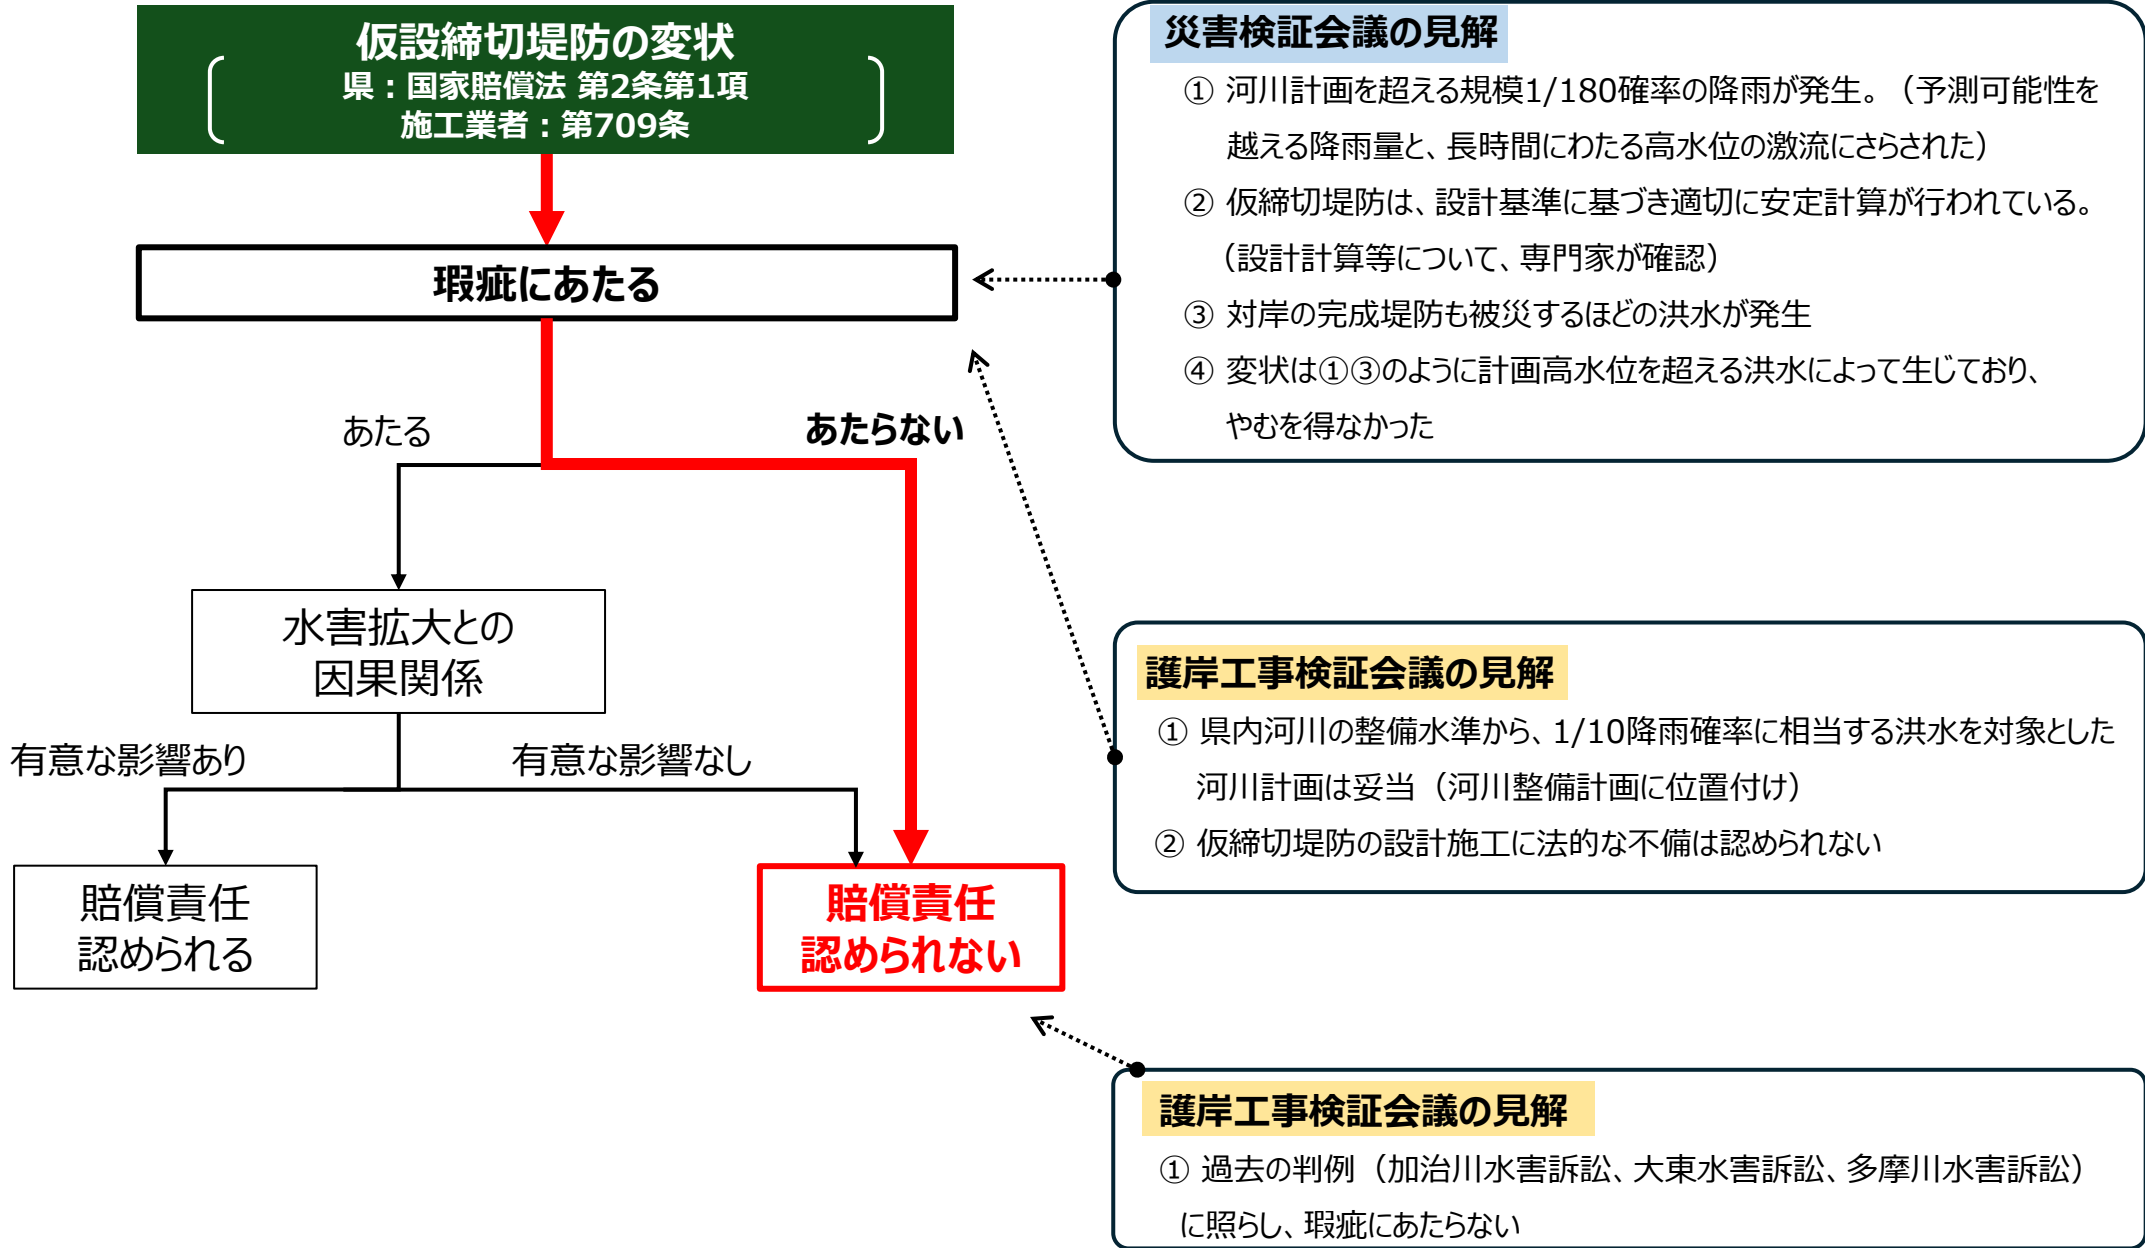 仮設締切堤防の変状
県：国家賠償法 第2条第1項
施工業者：第709条
瑕疵にあたる
あたる
あたらない
水害拡大との
因果関係
有意な影響あり
有意な影響なし
賠償責任
認められる
賠償責任
認められない
災害検証会議の見解
① 河川計画を超える規模1/180確率の降雨が発生。（予測可能性を
越える降雨量と、長時間にわたる高水位の激流にさらされた）
② 仮締切堤防は、設計基準に基づき適切に安定計算が行われている。
（設計計算等について、専門家が確認）
③ 対岸の完成堤防も被災するほどの洪水が発生
④ 変状は①③のように計画高水位を超える洪水によって生じており、
やむを得なかった
護岸工事検証会議の見解
① 県内河川の整備水準から、1/10降雨確率に相当する洪水を対象とした
河川計画は妥当（河川整備計画に位置付け）
② 仮締切堤防の設計施工に法的な不備は認められない
護岸工事検証会議の見解
① 過去の判例（加治川水害訴訟、大東水害訴訟、多摩川水害訴訟）
に照らし、瑕疵にあたらない